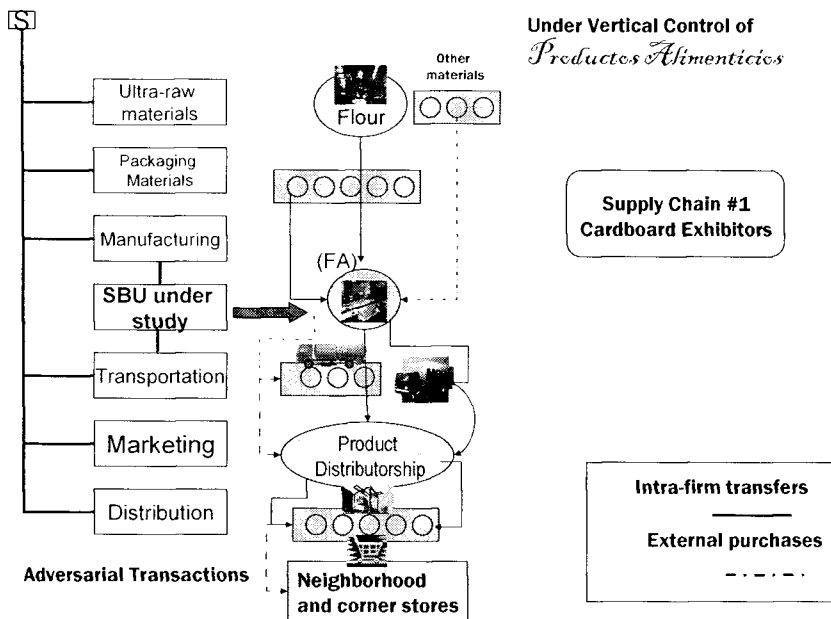 S
Under Vertical Control of
Productos Alimenticios
Other
materials
Ultra-raw
materials
Flour
Packaging
Materials
Supply Chain #1
Cardboard Exhibitors
Manufacturing
(FA)
SBU under
study
Transportation
Marketing
Product
Distributorship
Distribution
Intra-firm transfers
External purchases
Adversarial Transactions
Neighborhood
and corner stores